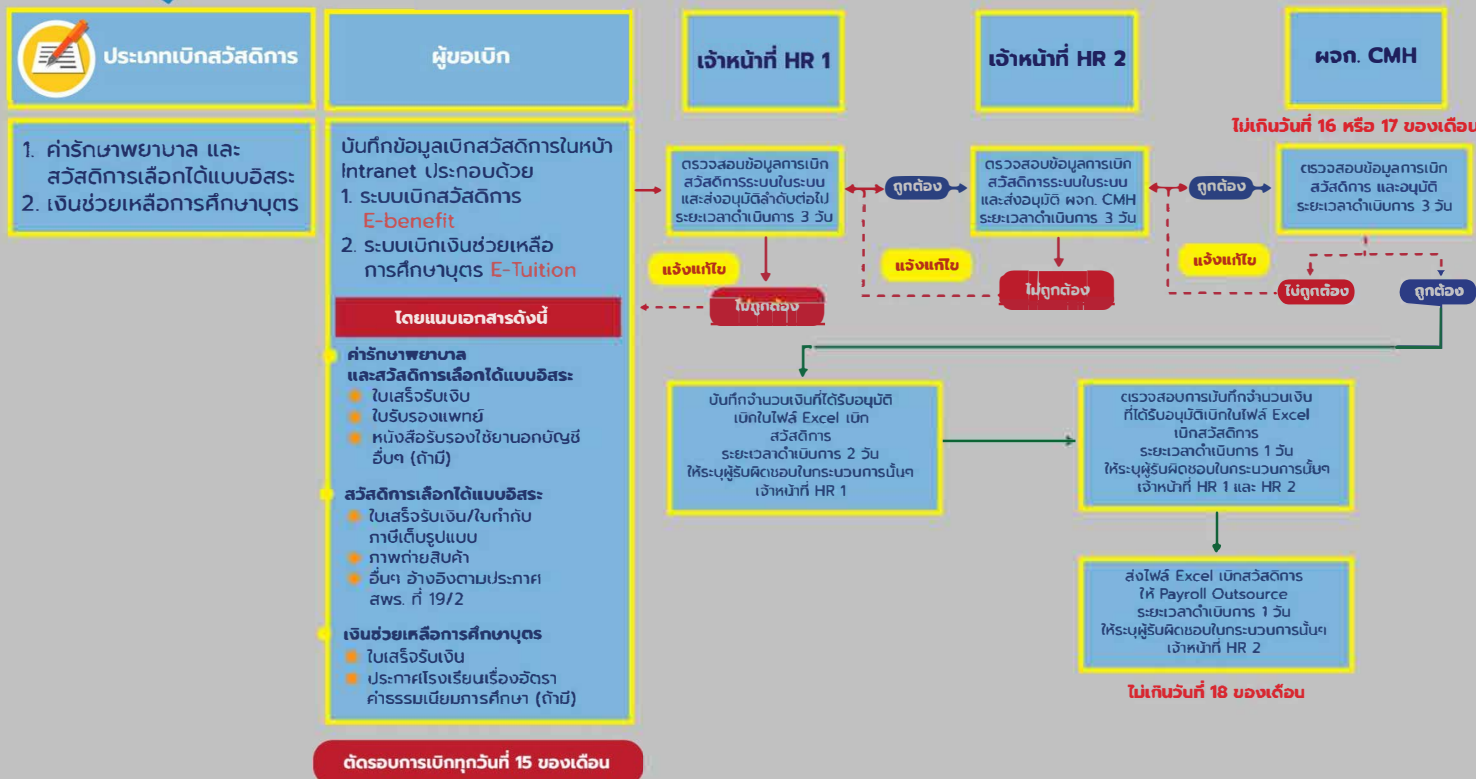 ประเภทเบิกสวัสดิการ
ผู้ขอเบิก
เจ้าหน้าที่ HR 1
เจ้าหน้าที่ HR 2
ผจก. CMH
1. ค่ารักษาพยาบาล และ
สวัสดิการเลือกได้แบบอิสระ
2. เงินช่วยเหลือการศึกษาบุตร
บันทึกข้อมูลเบิกสวัสดิการในหน้า
Intranet ประกอบด้วย
1. ระบบเบิกสวัสดิการ
E-benefit
2. ระบบเบิกเงินช่วยเหลือ
การศึกษาบุตร E-Tuition
โดยแนบเอกสารดังนี้
ค่ารักษาพยาบาล
และสวัสดิการเลือกได้แบบอิสระ
ใบเสร็จรับเงิน
ใบรับรองแพทย์
หนังสือรับรองใช้ยานอกบัญชี
อื่นๆ (ถ้ามี)
สวัสดิการเลือกได้แบบอิสระ
ใบเสร็จรับเงิน/ใบกำกับ
ภาษีเต็มรูปแบบ
ภาพถ่ายสินค้า
อื่นๆ อ้างอิงตามประกาศ
สพร. ที่ 19/2
เงินช่วยเหลือการศึกษาบุตร
ใบเสร็จรับเงิน
ประกาศโรงเรียนเรื่องอัตรา
ค่าธรรมเนียมการศึกษา (ถ้ามี)
ตัดรอบการเบิกทุกวันที่ 15 ของเดือน
ตรวจสอบข้อมูลการเบิก
สวัสดิการระบบในระบบ
และส่งอนุมัติลำดับต่อไป
ระยะเวลาดำเนินการ 3 วัน
แจ้งแก้ไข
ไม่ถูกต้อง
ถูกต้อง
ตรวจสอบข้อมูลการเบิก
สวัสดิการระบบในระบบ
และส่งอนุมัติ ผจก. CMH
ระยะเวลาดำเนินการ 3 วัน
แจ้งแก้ไข
ไม่ถูกต้อง
ถูกต้อง
ไม่เกินวันที่ 16 หรือ 17 ของเดือน
ตรวจสอบข้อมูลการเบิก
สวัสดิการ และอนุมัติ
ระยะเวลาดำเนินการ 3 วัน
แจ้งแก้ไข
ไม่ถูกต้อง
ถูกต้อง
บันทึกจำนวนเงินที่ได้รับอนุมัติ
เบิกในไฟล์ Excel เบิก
สวัสดิการ
ระยะเวลาดำเนินการ 2 วัน
ให้ระบุผู้รับผิดชอบในกระบวนการนั้นๆ
เจ้าหน้าที่ HR 1
ตรวจสอบการบันทึกจำนวนเงิน
ที่ได้รับอนุมัติเบิกในไฟล์ Excel
เบิกสวัสดิการ
ระยะเวลาดำเนินการ 1 วัน
ให้ระบุผู้รับผิดชอบในกระบวนการนั้นๆ
เจ้าหน้าที่ HR 1 และ HR 2
ส่งไฟล์ Excel เบิกสวัสดิการ
ให้ Payroll Outsource
ระยะเวลาดำเนินการ 1 วัน
ให้ระบุผู้รับผิดชอบในกระบวนการนั้นๆ
เจ้าหน้าที่ HR 2
ไม่เกินวันที่ 18 ของเดือน